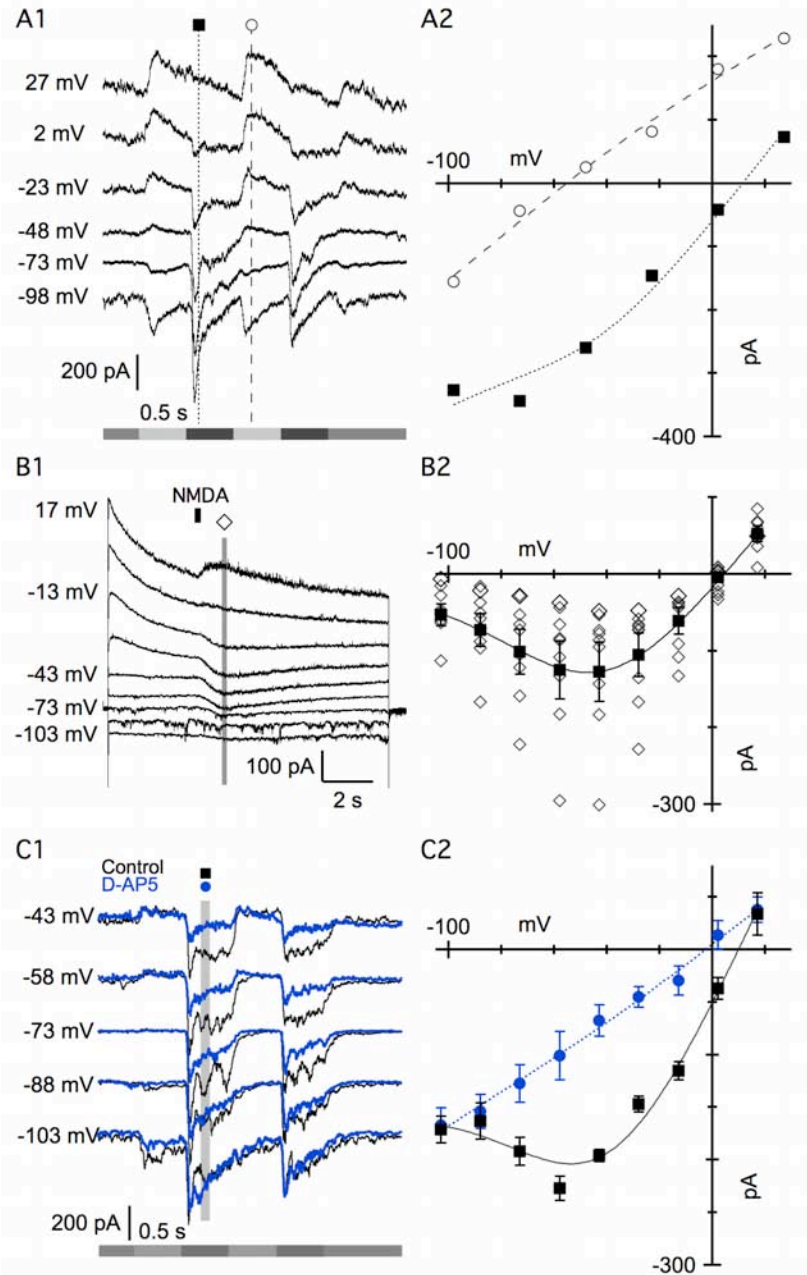 A1
27 mV
2 mV
-23 mV
-48 mV
-73 mV
-98 mV
200 pA
0.5 s
A2
-100 mV
pA
-400
B1
NMDA
17 mV
-13 mV
-43 mV
-73 mV
-103 mV
100 pA
2 s
B2
-100 mV
pA
-300
C1
Control
D-AP5
-43 mV
-58 mV
-73 mV
-88 mV
-103 mV
200 pA
0.5 s
C2
-100 mV
pA
-300